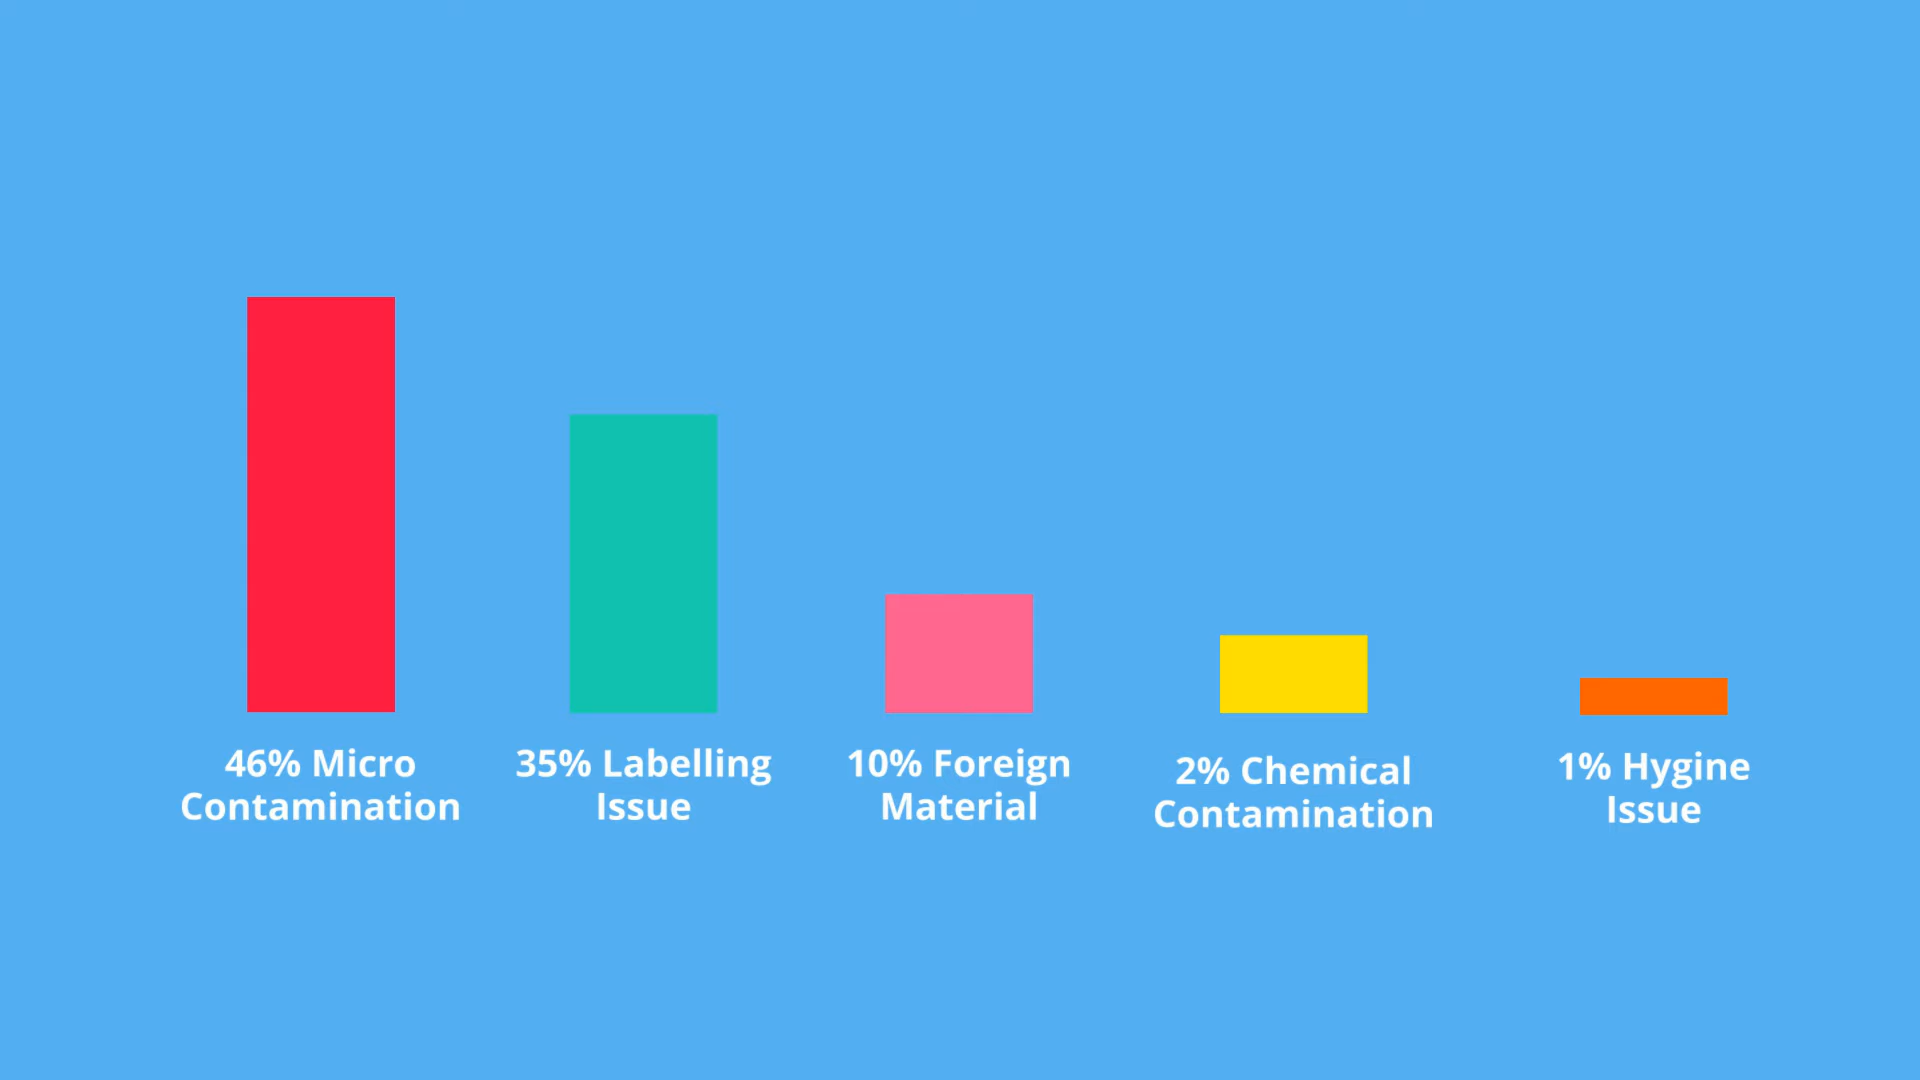 46% Micro
Contamination
35% Labelling
Issue
10% Foreign
Material
2% Chemical
Contamination
1% Hygine
Issue